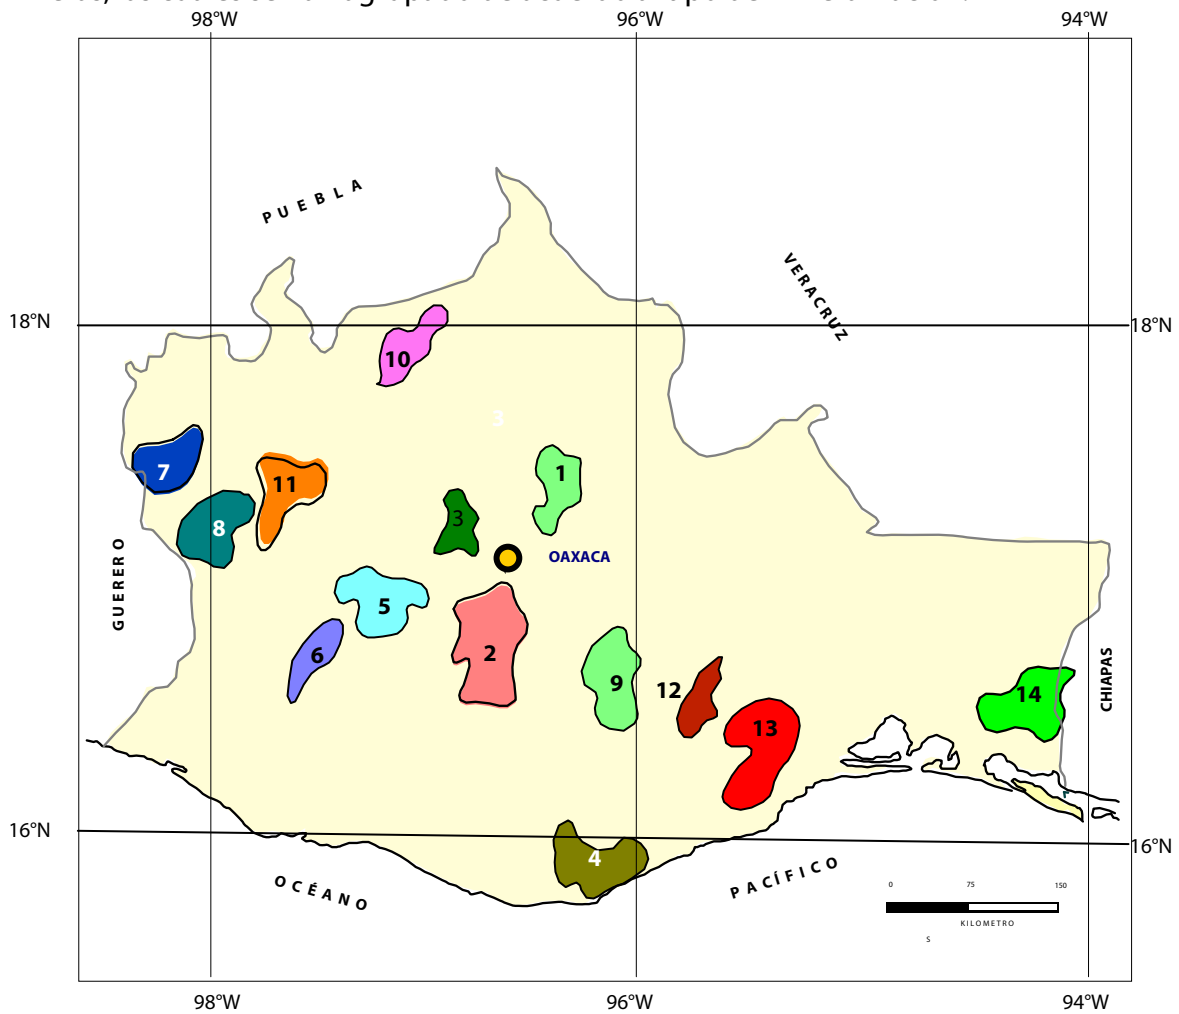 98°W
96°W
94°W
PUEBLA
VERACRUZ
18°N
18°N
10
3
7
11
1
8
3
OAXACA
GUERERO
5
6
2
9
12
14
CHIAPAS
13
16°N
16°N
4
OCÉANO
PACÍFICO
0 75 150
KILOMETRO
S
98°W
96°W
94°W